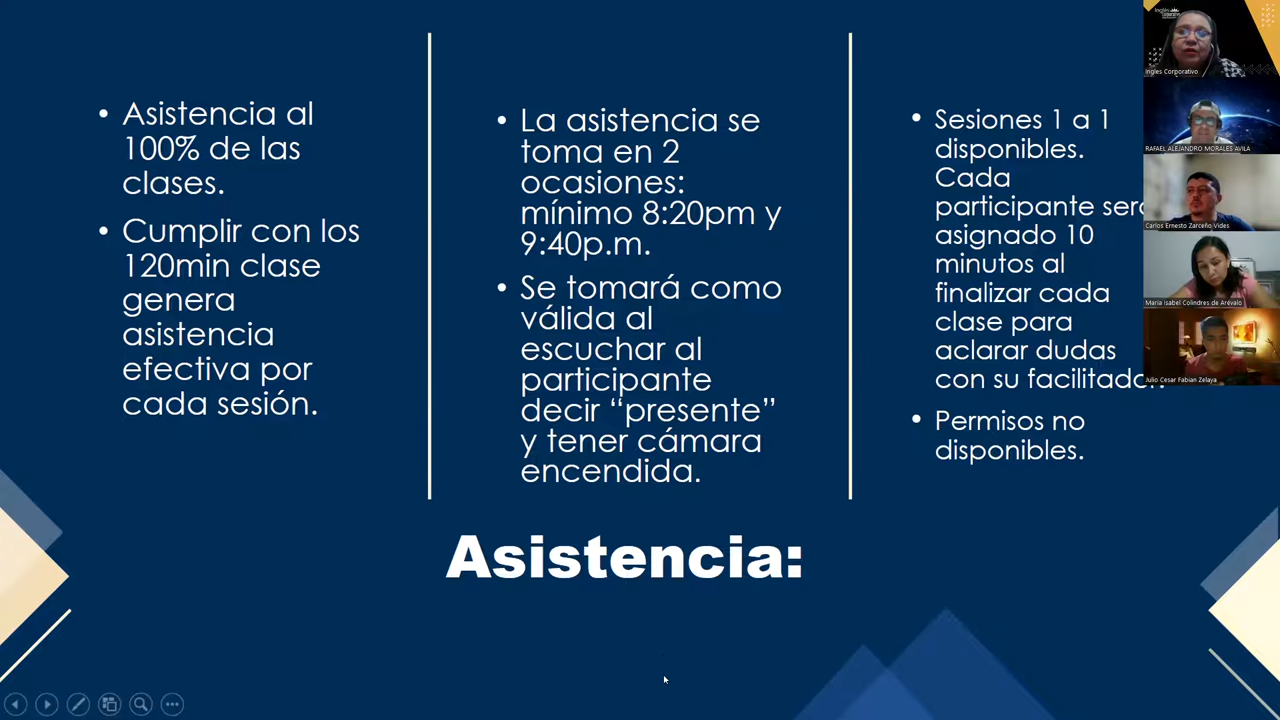 • Asistencia al
100% de las
clases.
• Cumplir con los
120min clase
genera
asistencia
efectiva por
cada sesión.
• La asistencia se
toma en 2
ocasiones:
mínimo 8:20pm y
9:40p.m.
• Se tomará como
válida al
escuchar al
participante
decir “presente”
y tener cámara
encendida.
• Sesiones 1 a 1
disponibles.
Cada
participante será
asignado 10
minutos al
finalizar cada
clase para
aclarar dudas
con su facilitador.
• Permisos no
disponibles.
Asistencia:
Ingles Corporativo
RAFAEL ALEJANDRO MORALES AVILA
Carlos Ernesto Zarceño Vides
María Isabel Colindres de Arévalo
Julio Cesar Fabian Zelaya